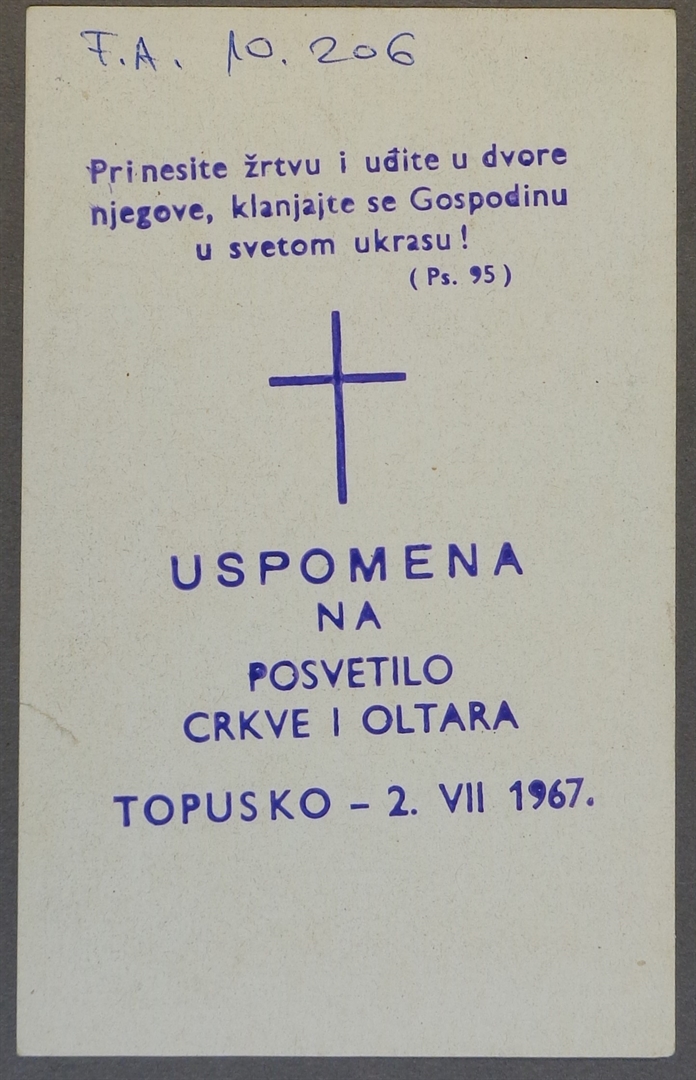 F.A. 10. 206
Prinesite žrtvu i uđite u dvore
njegove, klanjajte se Gospodinu
u svetom ukrasu!
(Ps. 95)
USPOMENA
NA
POSVETILO
CRKVE I OLTARA
TOPUSKO – 2. VII 1967.